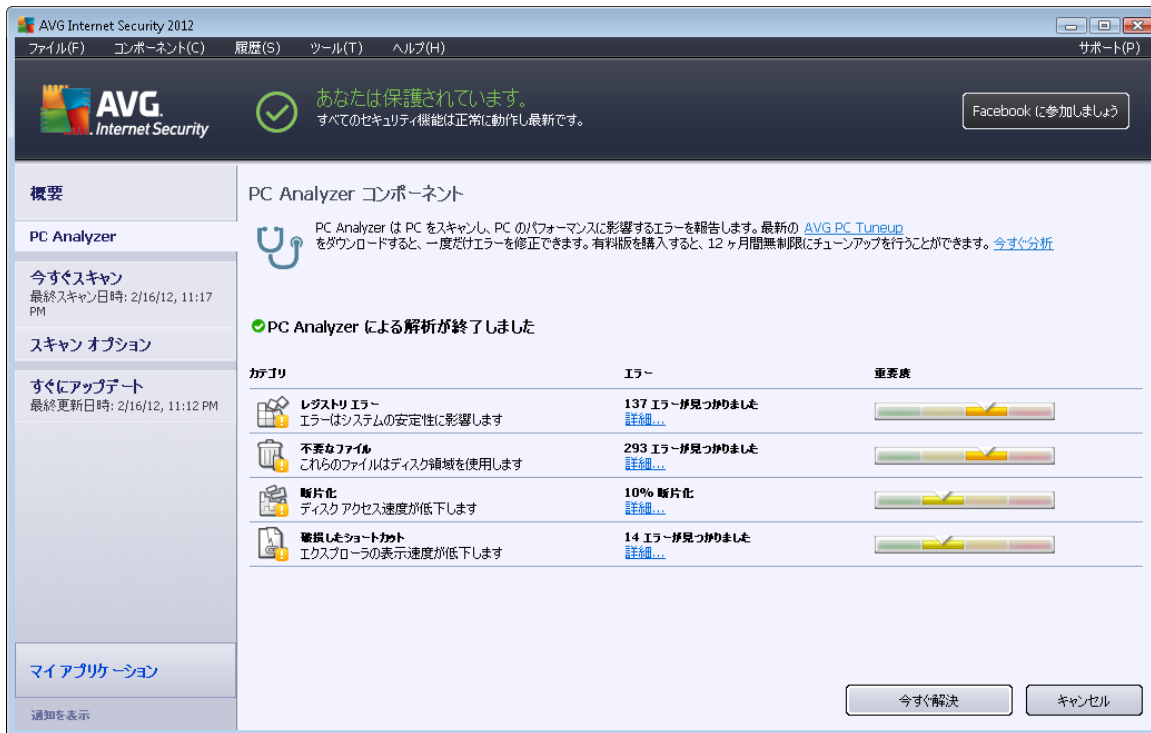 AVG Internet Security 2012
ファイル(F) コンポーネント(C) 履歴(S) ツール(T) ヘルプ(H) サポート(P)
AVG.
Internet Security
あなたは保護されています。
すべてのセキュリティ機能は正常に動作し最新です。
Facebook に参加しましょう
概要
PC Analyzer
今すぐスキャン
最終スキャン日時: 2/16/12, 11:17
PM
スキャン オプション
すぐにアップデート
最終更新日時: 2/16/12, 11:12 PM
マイ アプリケーション
通知を表示
PC Analyzer コンポーネント
PC Analyzer は PC をスキャンし、PC のパフォーマンスに影響するエラーを報告します。最新の AVG PC Tuneup
をダウンロードすると、一度だけエラーを修正できます。有料版を購入すると、12 ヶ月間無制限にチューンアップを行うことができます。今すぐ分析
PC Analyzer による解析が終了しました
カテゴリ エラー 重要度
レジストリ エラー 137 エラーが見つかりました
エラーはシステムの安定性に影響します 詳細...
不要なファイル 293 エラーが見つかりました
これらのファイルはディスク領域を使用します 詳細...
断片化 10% 断片化
ディスク アクセス速度が低下します 詳細...
破損したショートカット 14 エラーが見つかりました
エクスプローラの表示速度が低下します 詳細...
今すぐ解決 キャンセル